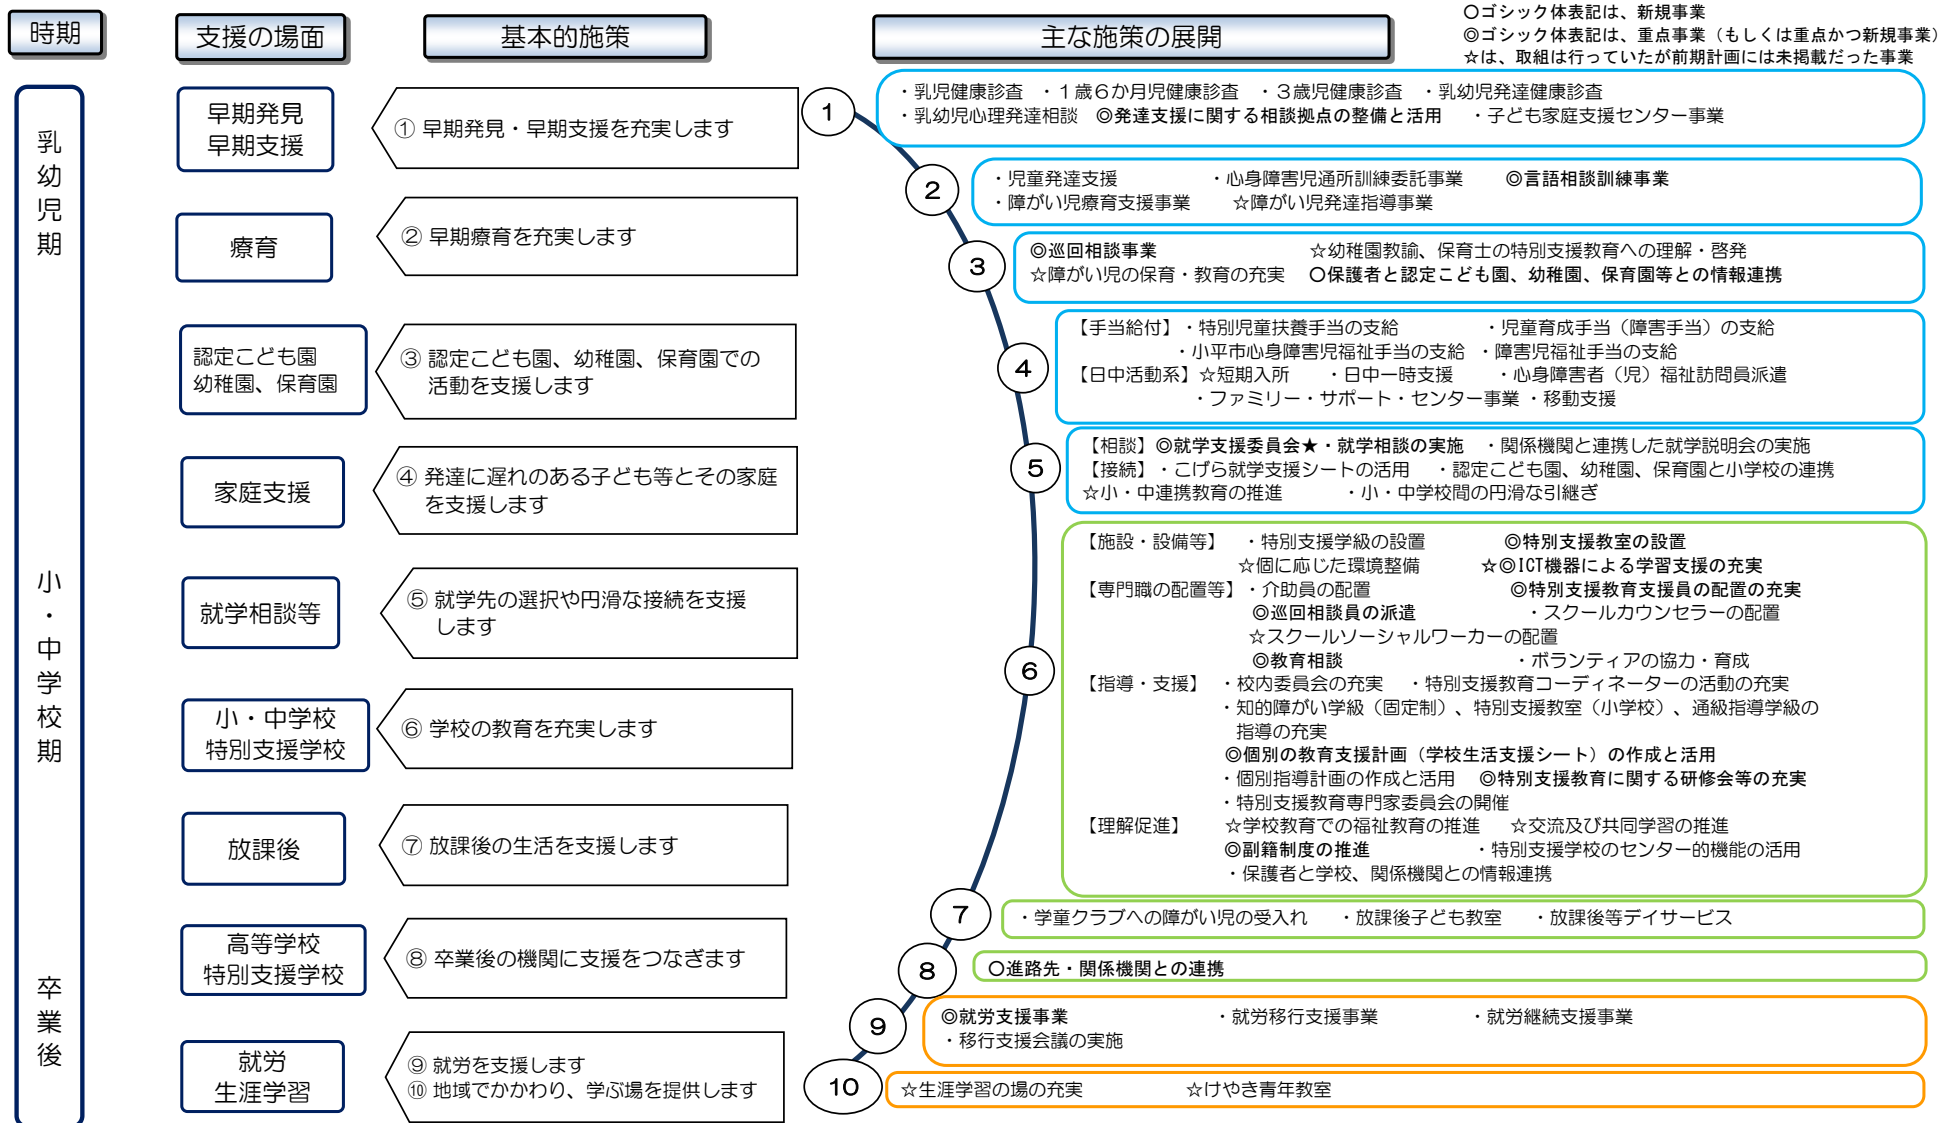 時期
支援の場面
基本的施策
主な施策の展開
○ゴシック体表記は、新規事業
◎ゴシック体表記は、重点事業（もしくは重点かつ新規事業）
☆は、取組は行っていたが前期計画には未掲載だった事業
乳幼児期
小・中学校期
卒業後
早期発見
早期支援
① 早期発見・早期支援を充実します
1
・乳児健康診査　・１歳６か月児健康診査　・３歳児健康診査　・乳幼児発達健康診査
・乳幼児心理発達相談　◎発達支援に関する相談拠点の整備と活用　・子ども家庭支援センター事業
療育
② 早期療育を充実します
2
・児童発達支援　・心身障害児通所訓練委託事業　◎言語相談訓練事業
・障がい児療育支援事業　☆障がい児発達指導事業
認定こども園
幼稚園、保育園
③ 認定こども園、幼稚園、保育園での
活動を支援します
3
◎巡回相談事業　☆幼稚園教諭、保育士の特別支援教育への理解・啓発
☆障がい児の保育・教育の充実　○保護者と認定こども園、幼稚園、保育園等との情報連携
家庭支援
④ 発達に遅れのある子ども等とその家庭
を支援します
4
【手当給付】・特別児童扶養手当の支給　・児童育成手当（障害手当）の支給
・小平市心身障害児福祉手当の支給　・障害児福祉手当の支給
【日中活動系】☆短期入所　・日中一時支援　・心身障害者（児）福祉訪問員派遣
・ファミリー・サポート・センター事業　・移動支援
就学相談等
⑤ 就学先の選択や円滑な接続を支援
します
5
【相談】◎就学支援委員会★・就学相談の実施　・関係機関と連携した就学説明会の実施
【接続】・こげら就学支援シートの活用　・認定こども園、幼稚園、保育園と小学校の連携
☆小・中連携教育の推進　・小・中学校間の円滑な引継ぎ
小・中学校
特別支援学校
⑥ 学校の教育を充実します
6
【施設・設備等】　・特別支援学級の設置　◎特別支援教室の設置
☆個に応じた環境整備　☆◎ICT機器による学習支援の充実
【専門職の配置等】・介助員の配置　◎特別支援教育支援員の配置の充実
◎巡回相談員の派遣　・スクールカウンセラーの配置
☆スクールソーシャルワーカーの配置
◎教育相談　・ボランティアの協力・育成
【指導・支援】　・校内委員会の充実　・特別支援教育コーディネーターの活動の充実
・知的障がい学級（固定制）、特別支援教室（小学校）、通級指導学級の
指導の充実
◎個別の教育支援計画（学校生活支援シート）の作成と活用
・個別指導計画の作成と活用　◎特別支援教育に関する研修会等の充実
・特別支援教育専門家委員会の開催
【理解促進】　☆学校教育での福祉教育の推進　☆交流及び共同学習の推進
◎副籍制度の推進　・特別支援学校のセンター的機能の活用
・保護者と学校、関係機関との情報連携
放課後
⑦ 放課後の生活を支援します
7
・学童クラブへの障がい児の受入れ　・放課後子ども教室　・放課後等デイサービス
高等学校
特別支援学校
⑧ 卒業後の機関に支援をつなぎます
8
○進路先・関係機関との連携
就労
生涯学習
⑨ 就労を支援します
⑩ 地域でかかわり、学ぶ場を提供します
9
◎就労支援事業　・就労移行支援事業　・就労継続支援事業
・移行支援会議の実施
10
☆生涯学習の場の充実　☆けやき青年教室